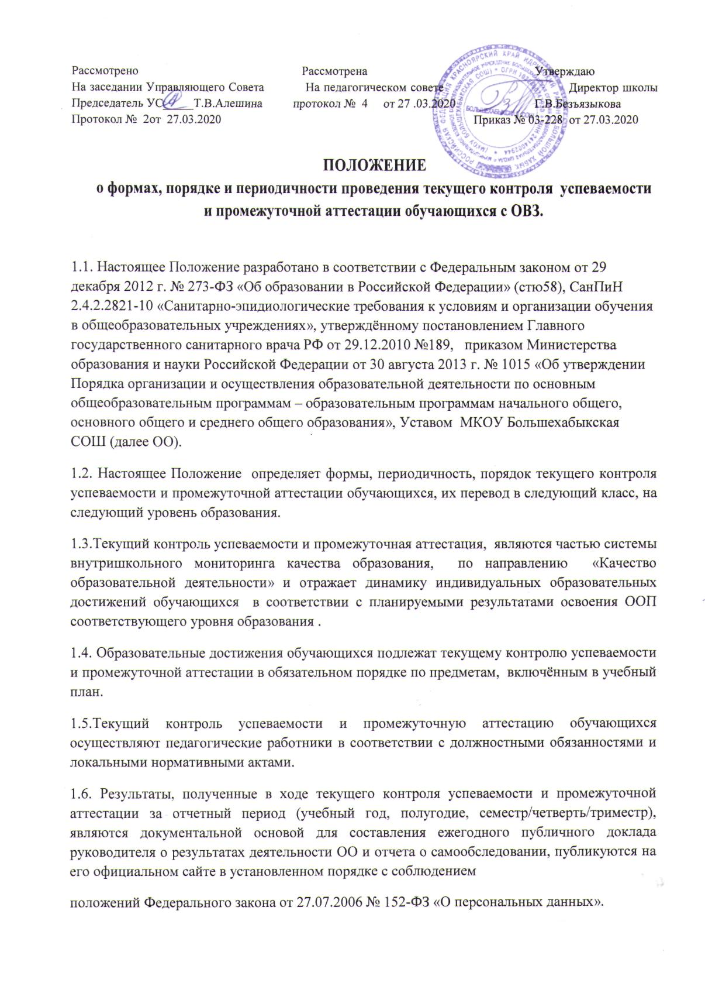 Рассмотрено Рассмотрена Утверждаю
На заседании Управляющего Совета На педагогическом совете Директор школы
Председатель УС_____Т.В.Алешина протокол № 4 от 27 .03.2020 Г.В.Безъязыкова
Протокол № 2от 27.03.2020 Приказ № 03-228 от 27.03.2020
ПОЛОЖЕНИЕ
о формах, порядке и периодичности проведения текущего контроля успеваемости
и промежуточной аттестации обучающихся с ОВЗ.
1.1. Настоящее Положение разработано в соответствии с Федеральным законом от 29
декабря 2012 г. № 273-ФЗ «Об образовании в Российской Федерации» (стю58), СанПиН
2.4.2.2821-10 «Санитарно-эпидиологические требования к условиям и организации обучения
в общеобразовательных учреждениях», утверждённому постановлением Главного
государственного санитарного врача РФ от 29.12.2010 №189, приказом Министерства
образования и науки Российской Федерации от 30 августа 2013 г. № 1015 «Об утверждении
Порядка организации и осуществления образовательной деятельности по основным
общеобразовательным программам – образовательным программам начального общего,
основного общего и среднего общего образования», Уставом МКОУ Большехабыкская
СОШ (далее ОО).
1.2. Настоящее Положение определяет формы, периодичность, порядок текущего контроля
успеваемости и промежуточной аттестации обучающихся, их перевод в следующий класс, на
следующий уровень образования.
1.3.Текущий контроль успеваемости и промежуточная аттестация, являются частью системы
внутришкольного мониторинга качества образования, по направлению «Качество
образовательной деятельности» и отражает динамику индивидуальных образовательных
достижений обучающихся в соответствии с планируемыми результатами освоения ООП
соответствующего уровня образования .
1.4. Образовательные достижения обучающихся подлежат текущему контролю успеваемости
и промежуточной аттестации в обязательном порядке по предметам, включённым в учебный
план.
1.5.Текущий контроль успеваемости и промежуточную аттестацию обучающихся
осуществляют педагогические работники в соответствии с должностными обязанностями и
локальными нормативными актами.
1.6. Результаты, полученные в ходе текущего контроля успеваемости и промежуточной
аттестации за отчетный период (учебный год, полугодие, семестр/четверть/триместр),
являются документальной основой для составления ежегодного публичного доклада
руководителя о результатах деятельности ОО и отчета о самообследовании, публикуются на
его официальном сайте в установленном порядке с соблюдением
положений Федерального закона от 27.07.2006 № 152-ФЗ «О персональных данных».